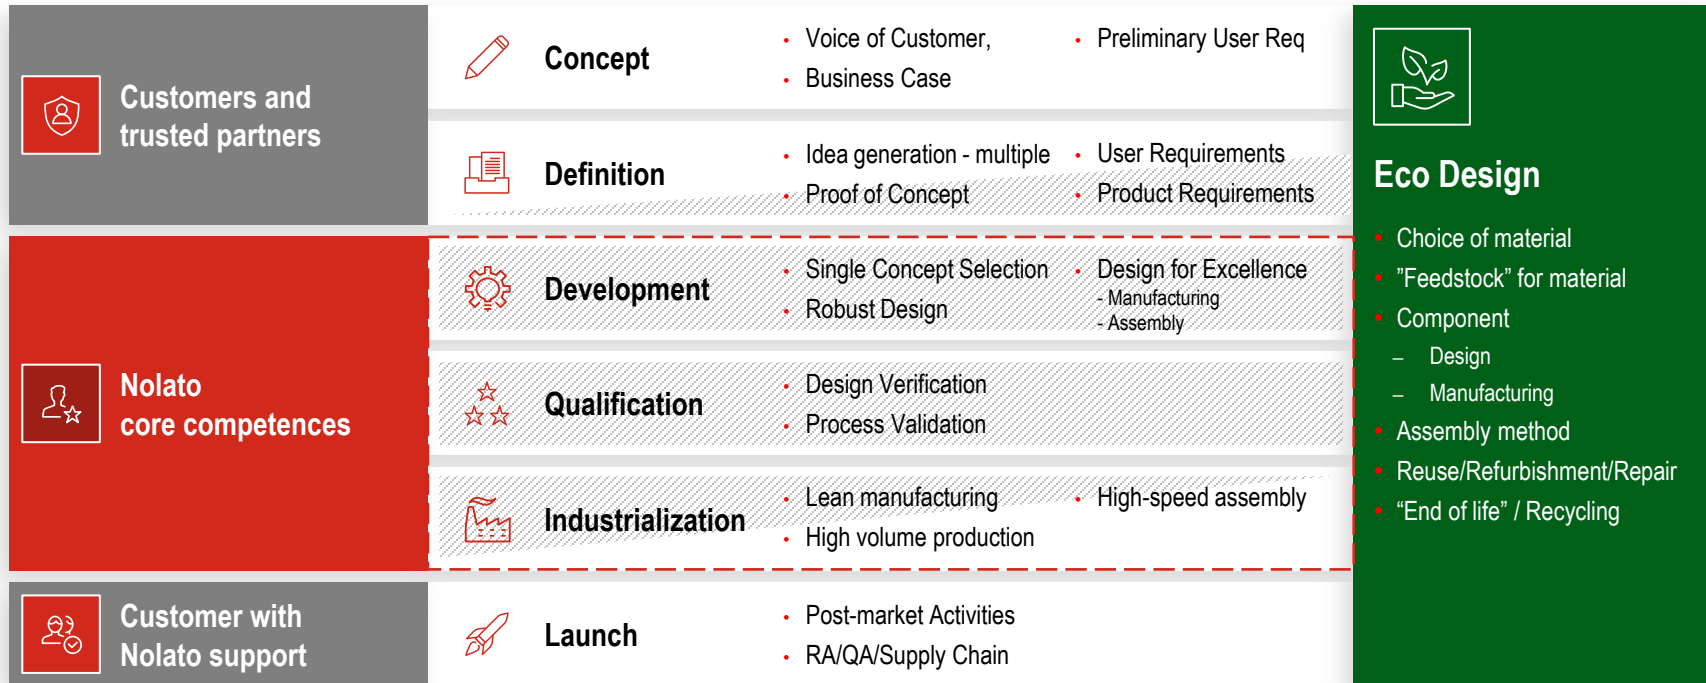 Customers and
trusted partners
Concept
• Voice of Customer,
• Business Case
• Preliminary User Req
Definition
• Idea generation - multiple
• Proof of Concept
• User Requirements
• Product Requirements
Nolato
core competences
Development
• Single Concept Selection
• Robust Design
• Design for Excellence
- Manufacturing
- Assembly
Qualification
• Design Verification
• Process Validation
Industrialization
• Lean manufacturing
• High volume production
• High-speed assembly
Customer with
Nolato support
Launch
• Post-market Activities
• RA/QA/Supply Chain
Eco Design
• Choice of material
• ”Feedstock” for material
• Component
– Design
– Manufacturing
• Assembly method
• Reuse/Refurbishment/Repair
• “End of life” / Recycling